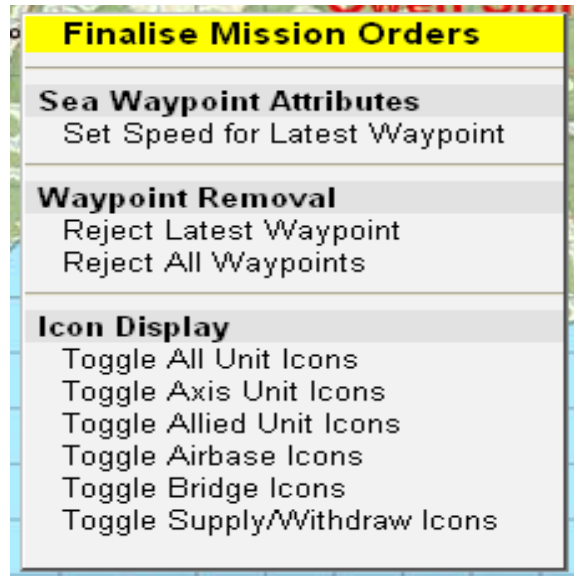 Finalise Mission Orders
Sea Waypoint Attributes
Set Speed for Latest Waypoint
Waypoint Removal
Reject Latest Waypoint
Reject All Waypoints
Icon Display
Toggle All Unit Icons
Toggle Axis Unit Icons
Toggle Allied Unit Icons
Toggle Airbase Icons
Toggle Bridge Icons
Toggle Supply/Withdraw Icons